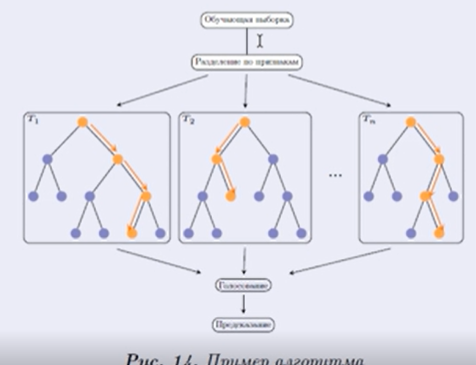 Обучающая выборка
Разделение по признакам
T1
T2
...
Tn
Голосование
Предсказание
Рис. 14. Пример алгоритма